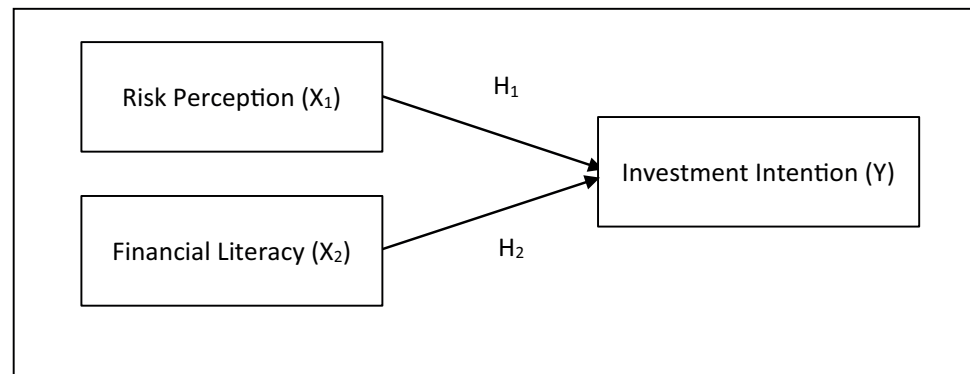 Risk Perception (X₁)
H₁
Investment Intention (Y)
Financial Literacy (X₂)
H₂